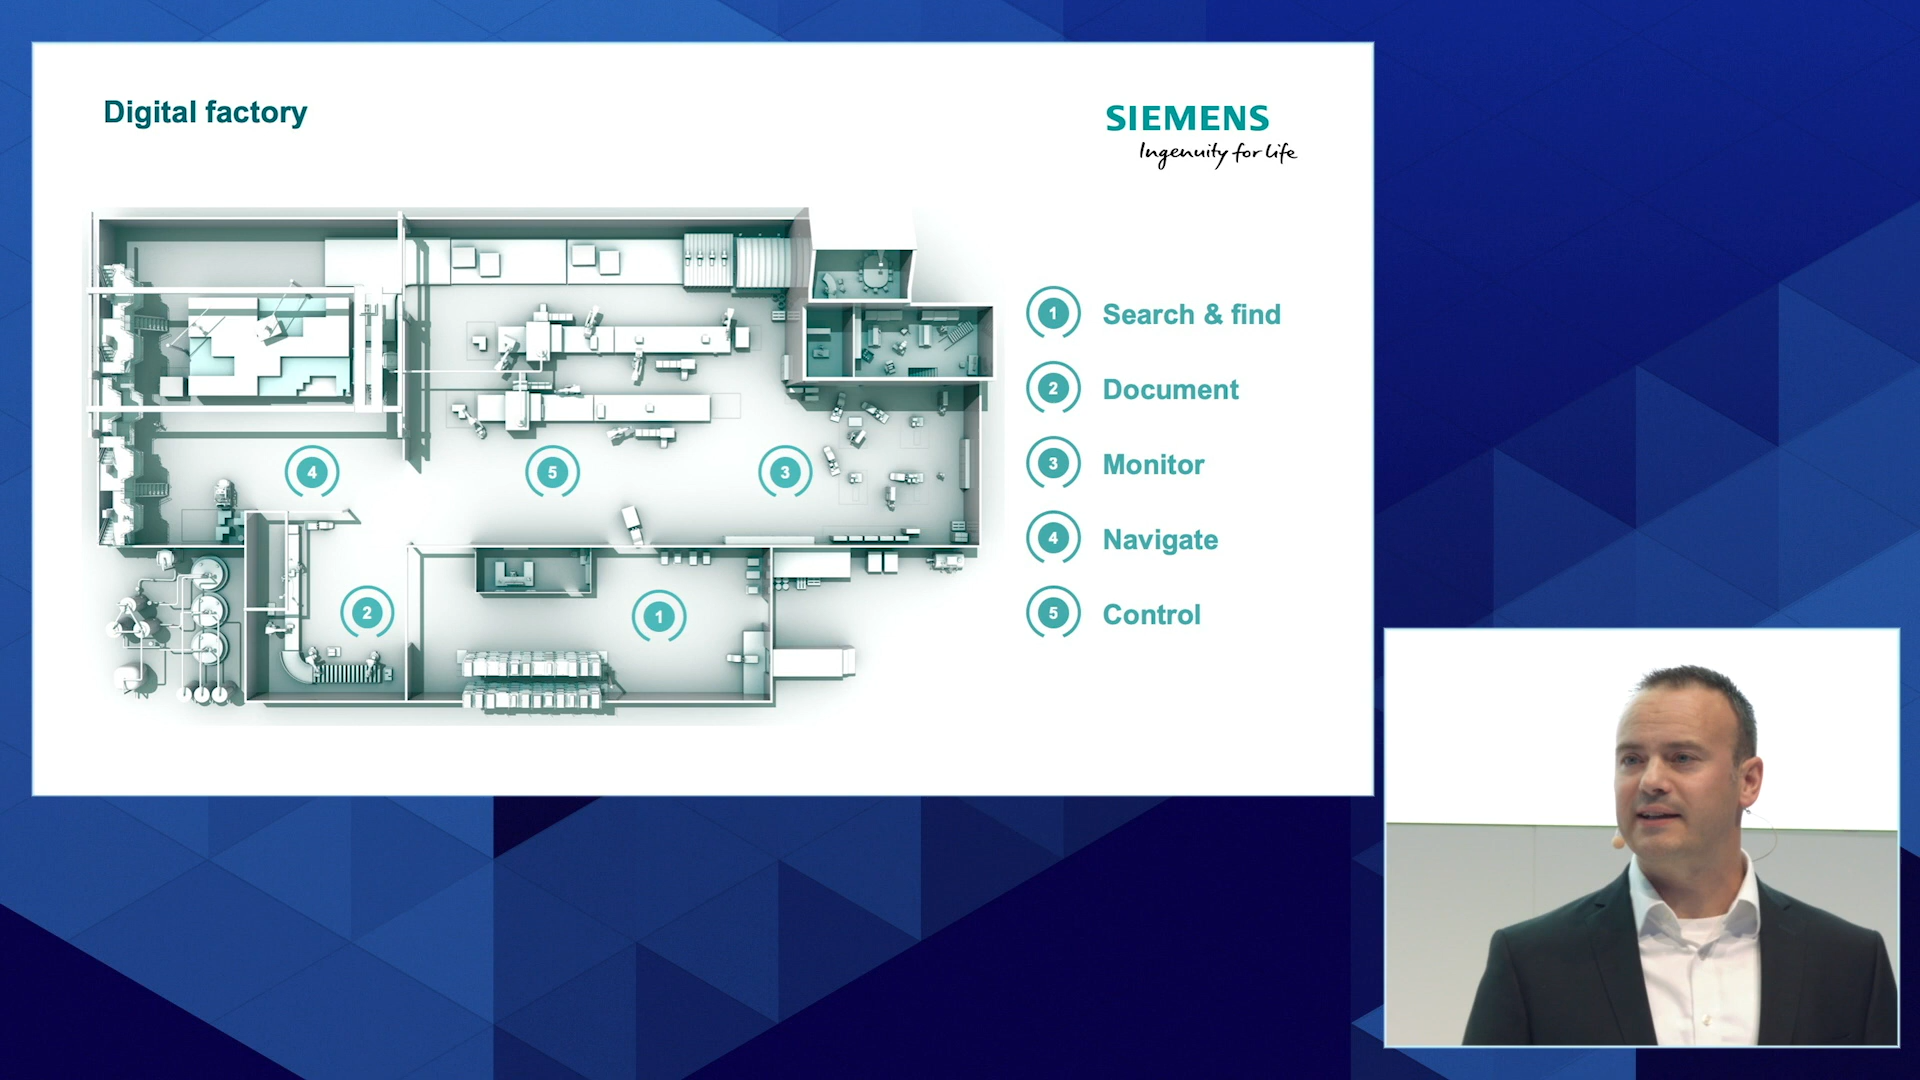 Digital factory
SIEMENS
Ingenuity for life
1 Search & find
2 Document
3 Monitor
4 Navigate
5 Control
4
5
3
2
1